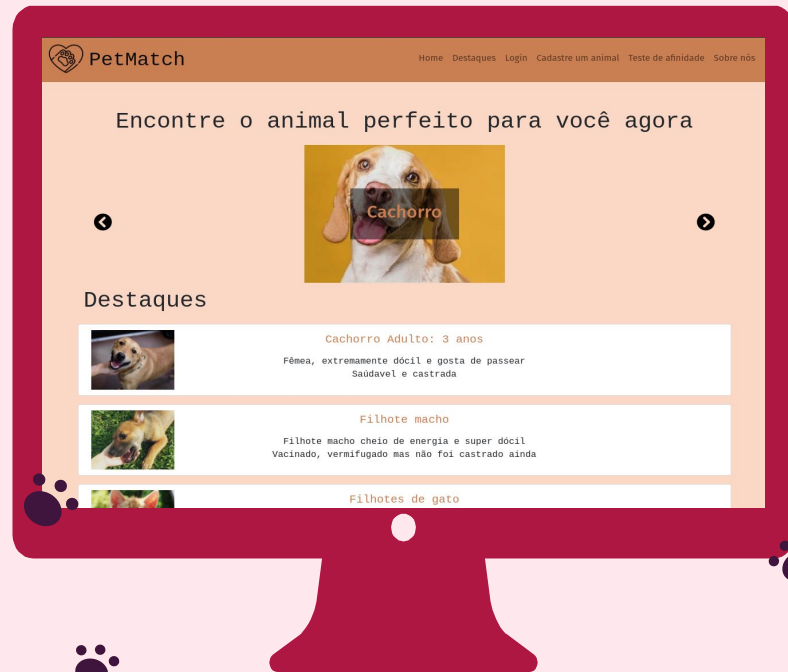 PetMatch
Home Destaques Login Cadastre um animal Teste de afinidade Sobre nós
Encontre o animal perfeito para você agora
Cachorro
Destaques
Cachorro Adulto: 3 anos
Fêmea, extremamente dócil e gosta de passear
Saúdavel e castrada
Filhote macho
Filhote macho cheio de energia e super dócil
Vacinado, vermifugado mas não foi castrado ainda
Filhotes de gato